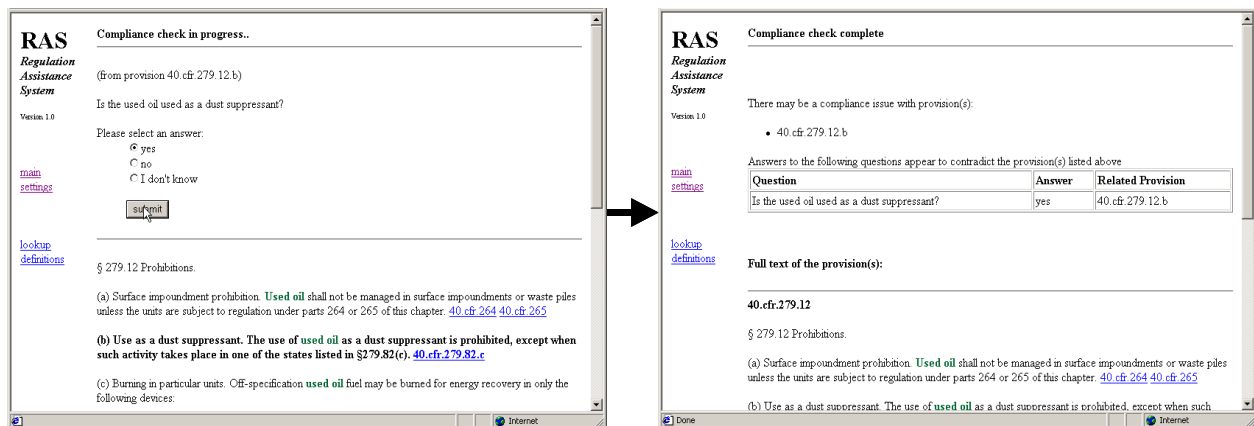 RAS
Regulation
Assistance
System
Version 1.0
main
settings
lookup
definitions
Compliance check in progress..
(from provision 40.cfr.279.12.b)
Is the used oil used as a dust suppressant?
Please select an answer:
yes
no
I don't know
submit
§ 279.12 Prohibitions.
(a) Surface impoundment prohibition. Used oil shall not be managed in surface impoundments or waste piles
unless the units are subject to regulation under parts 264 or 265 of this chapter. 40.cfr.264 40.cfr.265
(b) Use as a dust suppressant. The use of used oil as a dust suppressant is prohibited, except when
such activity takes place in one of the states listed in §279.82(c). 40.cfr.279.82.c
(c) Burning in particular units. Off-specification used oil fuel may be burned for energy recovery in only the
following devices:
Internet
RAS
Regulation
Assistance
System
Version 1.0
main
settings
lookup
definitions
Compliance check complete
There may be a compliance issue with provision(s):
• 40.cfr.279.12.b
Answers to the following questions appear to contradict the provision(s) listed above
Question Answer Related Provision
Is the used oil used as a dust suppressant? yes 40.cfr.279.12.b
Full text of the provision(s):
40.cfr.279.12
§ 279.12 Prohibitions.
(a) Surface impoundment prohibition. Used oil shall not be managed in surface impoundments or waste piles
unless the units are subject to regulation under parts 264 or 265 of this chapter. 40.cfr.264 40.cfr.265
(b) Use as a dust suppressant. The use of used oil as a dust suppressant is prohibited, except when such
Done
Internet